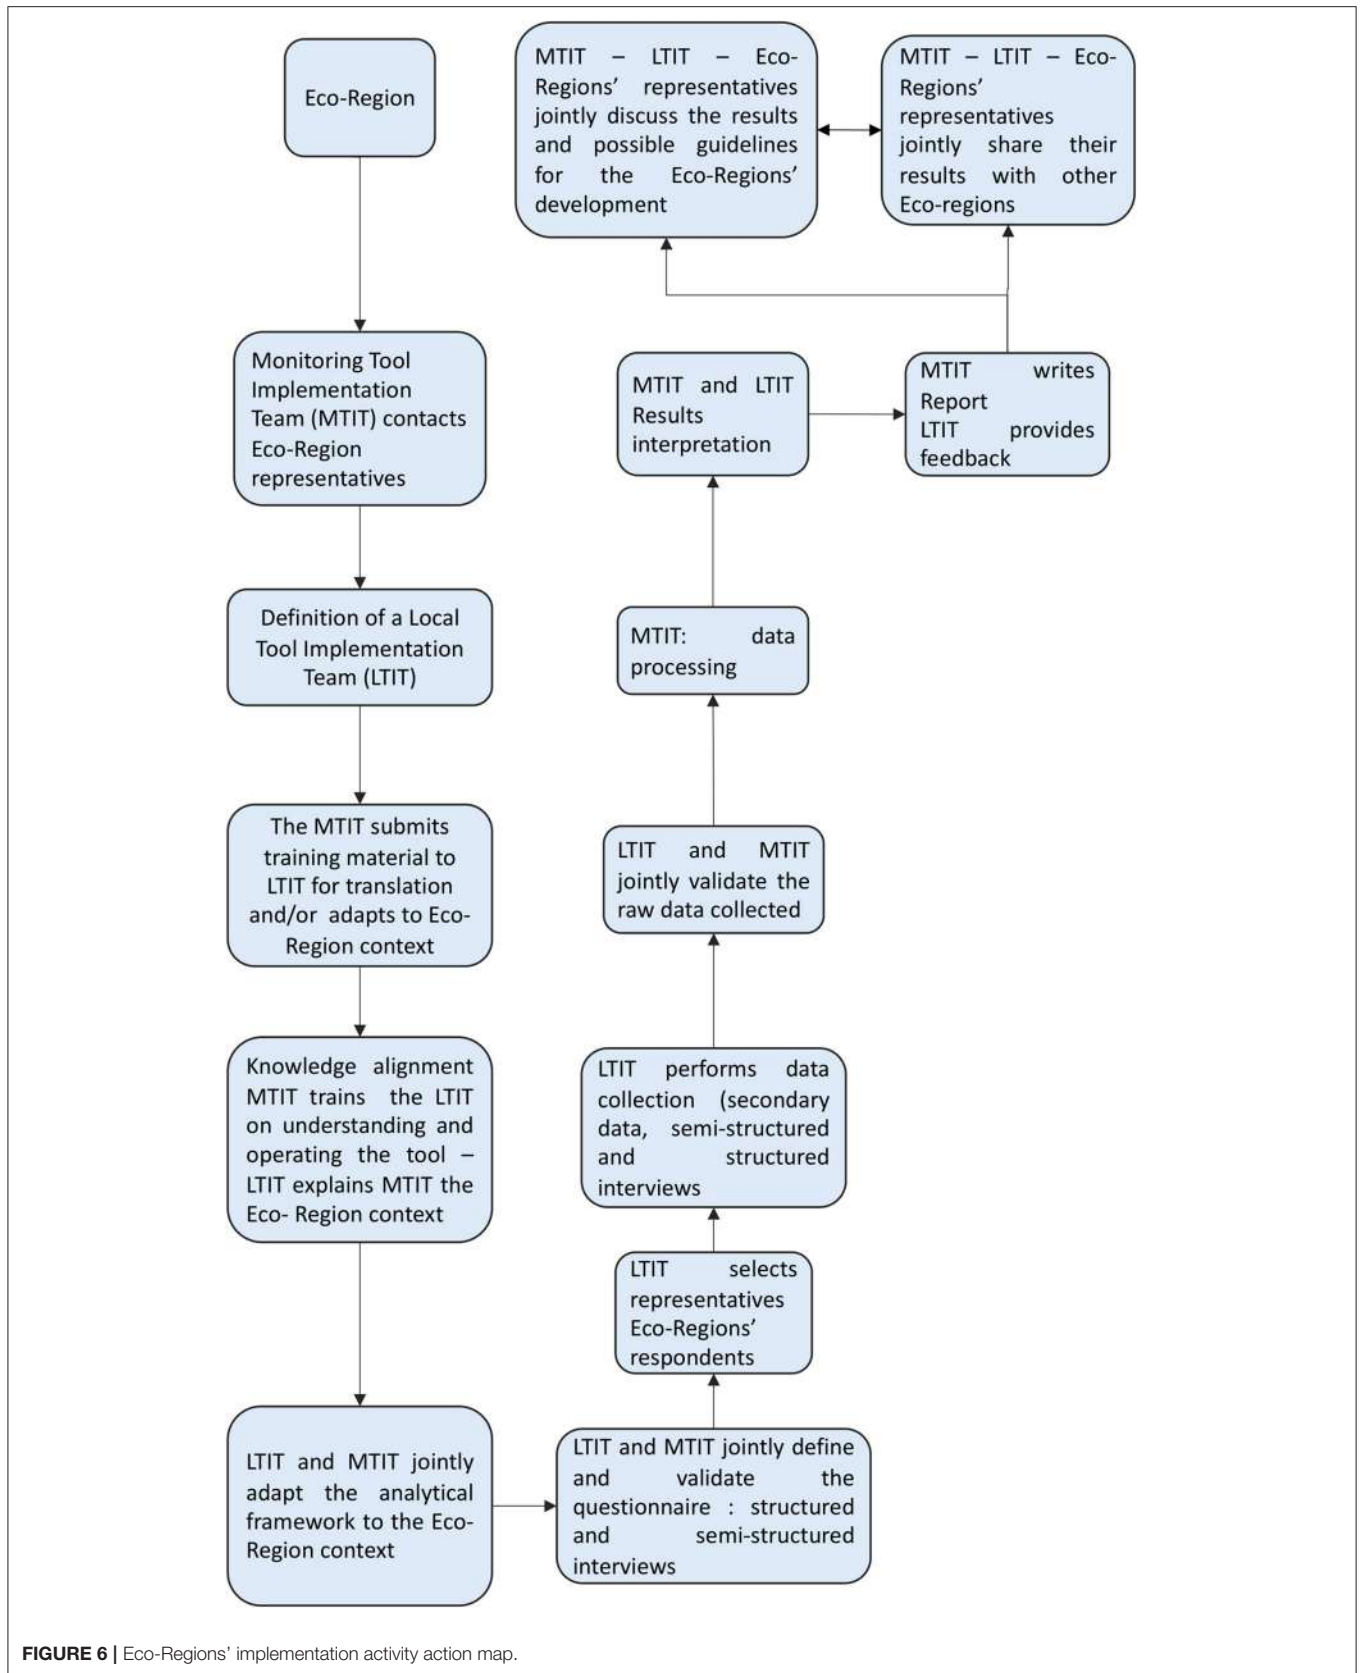 Eco-Region
Monitoring Tool
Implementation
Team (MTIT) contacts
Eco-Region
representatives
Definition of a Local
Tool Implementation
Team (LTIT)
The MTIT submits
training material to
LTIT for translation
and/or adapts to Eco-
Region context
Knowledge alignment
MTIT trains the LTIT
on understanding and
operating the tool –
LTIT explains MTIT the
Eco- Region context
LTIT and MTIT jointly
adapt the analytical
framework to the Eco-
Region context
LTIT and MTIT jointly define
and validate the
questionnaire : structured
and semi-structured
interviews
LTIT selects
representatives
Eco-Regions’
respondents
LTIT performs data
collection (secondary
data, semi-structured
and structured
interviews
LTIT and MTIT
jointly validate the
raw data collected
MTIT: data
processing
MTIT and LTIT
Results
interpretation
MTIT writes
Report
LTIT provides
feedback
MTIT – LTIT – Eco-
Regions’ representatives
jointly discuss the results
and possible guidelines
for the Eco-Regions’
development
MTIT – LTIT – Eco-
Regions’
representatives
jointly share their
results with other
Eco-regions
FIGURE 6 | Eco-Regions’ implementation activity action map.